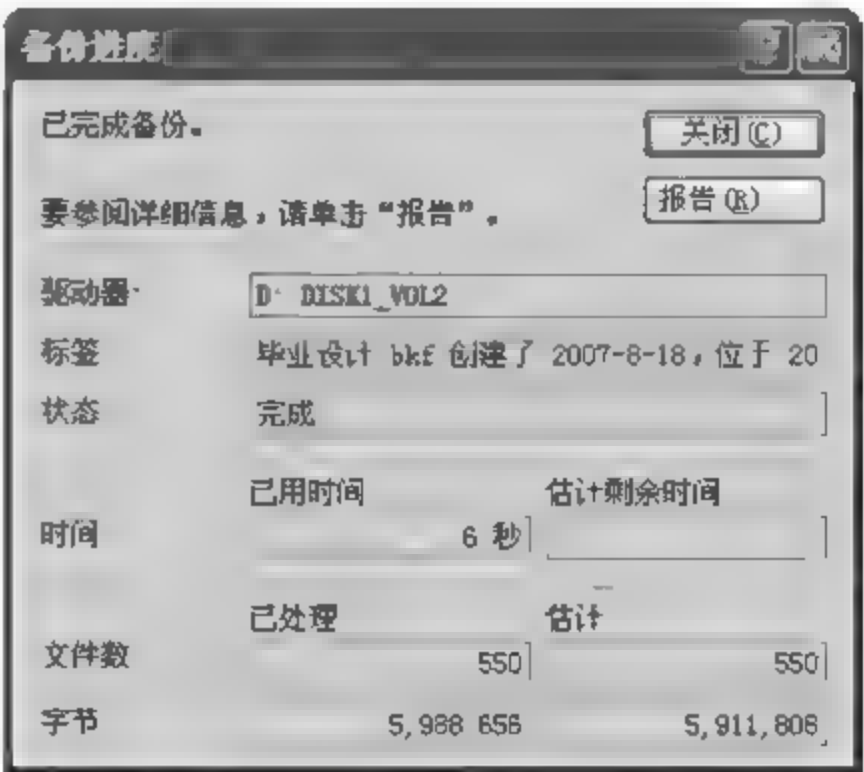 备份进度
已完成备份。
关闭(C)
要参阅详细信息，请单击“报告”。
报告(R)
驱动器
D: DISK1_VOL2
标签
毕业设计 bkf 创建了 2007-8-18，位于 20
状态
完成
已用时间 估计剩余时间
时间 6 秒
已处理 估计
文件数 550 550
字节 5,988 656 5,911,806